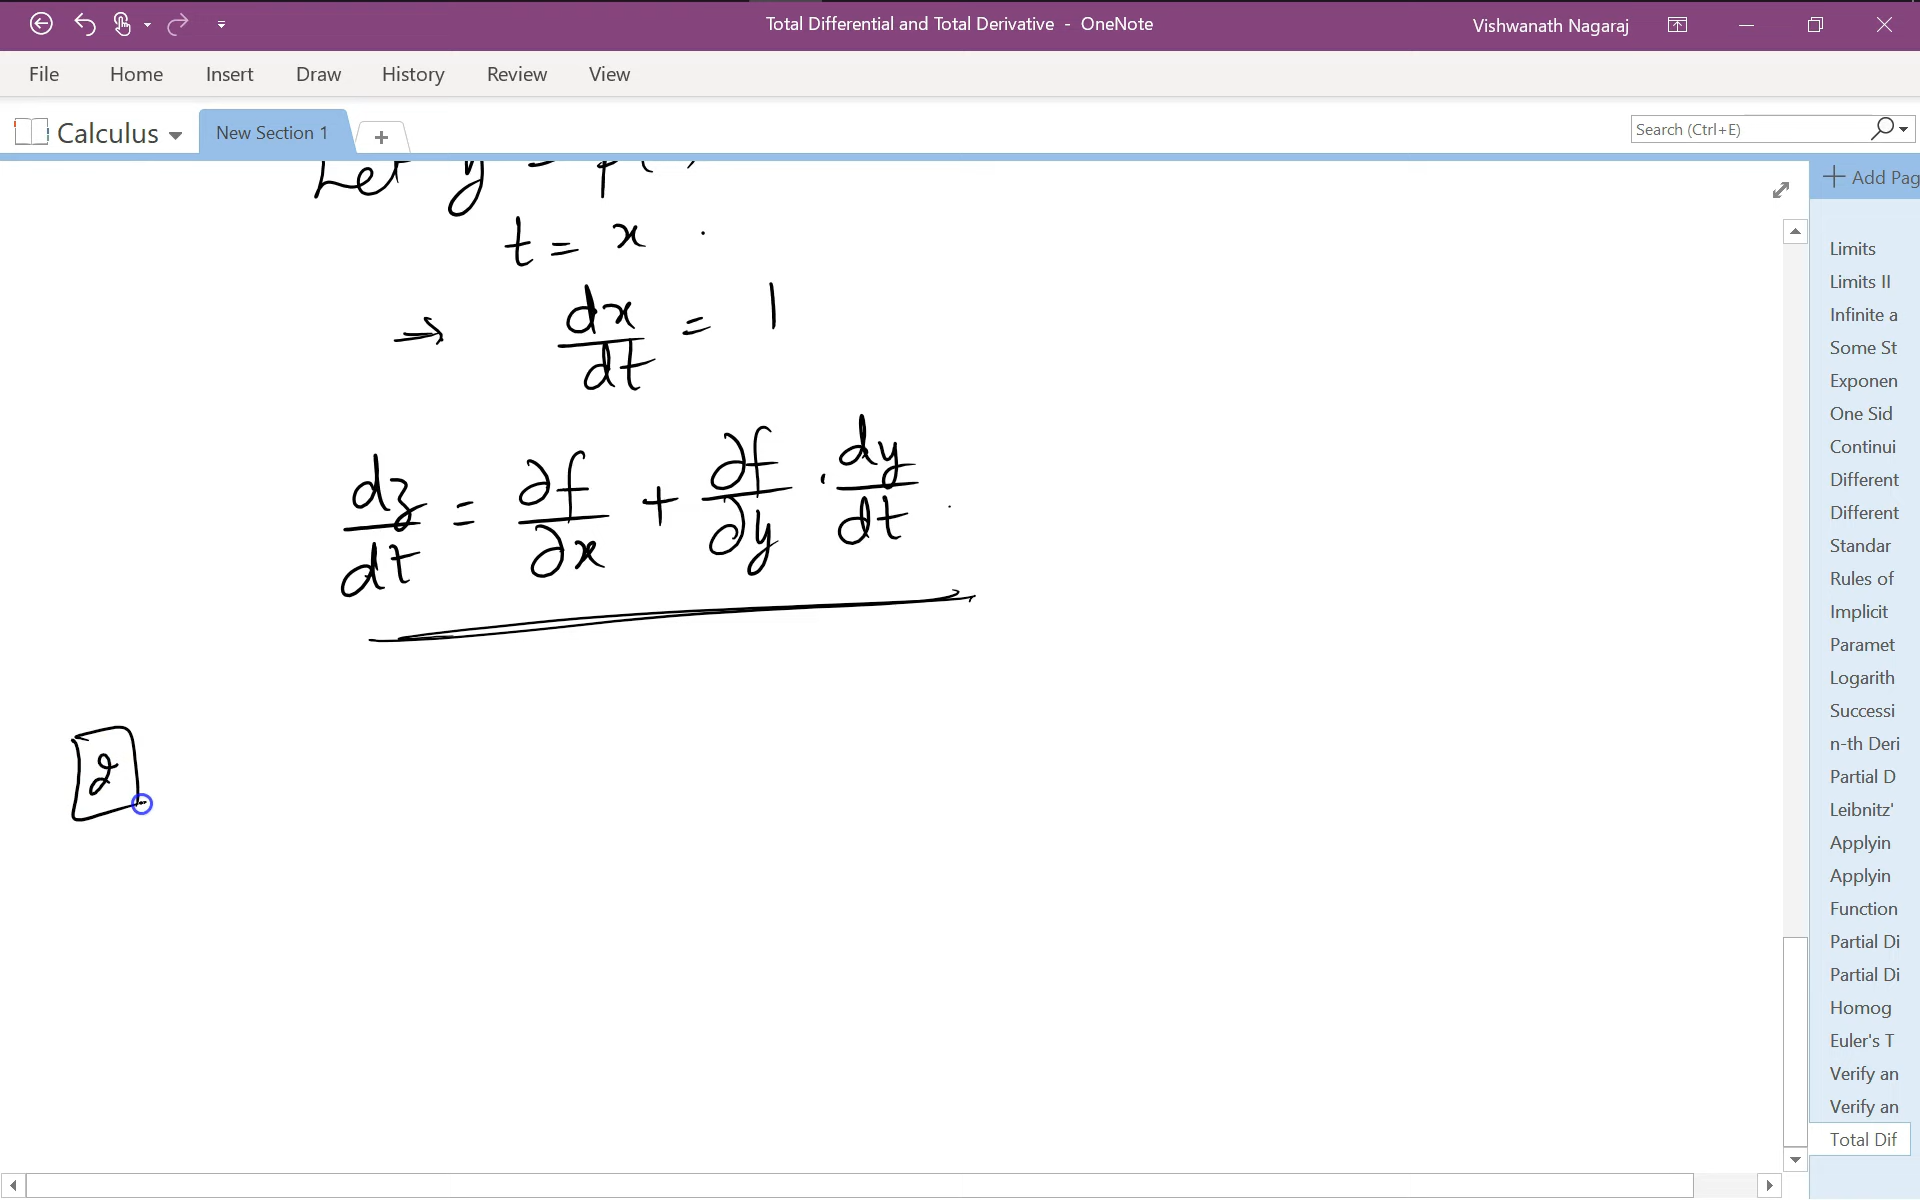 Total Differential and Total Derivative - OneNote
Vishwanath Nagaraj
File Home Insert Draw History Review View
Calculus New Section 1
Search (Ctrl+E)
Add Pag
Let y =
t = x .
⇒ dx/dt = 1
dz/dt = ∂f/∂x + ∂f/∂y . dy/dt .
2
Limits
Limits II
Infinite a
Some St
Exponen
One Sid
Continui
Different
Different
Standar
Rules of
Implicit
Paramet
Logarith
Successi
n-th Deri
Partial D
Leibnitz'
Applyin
Applyin
Function
Partial Di
Partial Di
Homog
Euler's T
Verify an
Verify an
Total Dif